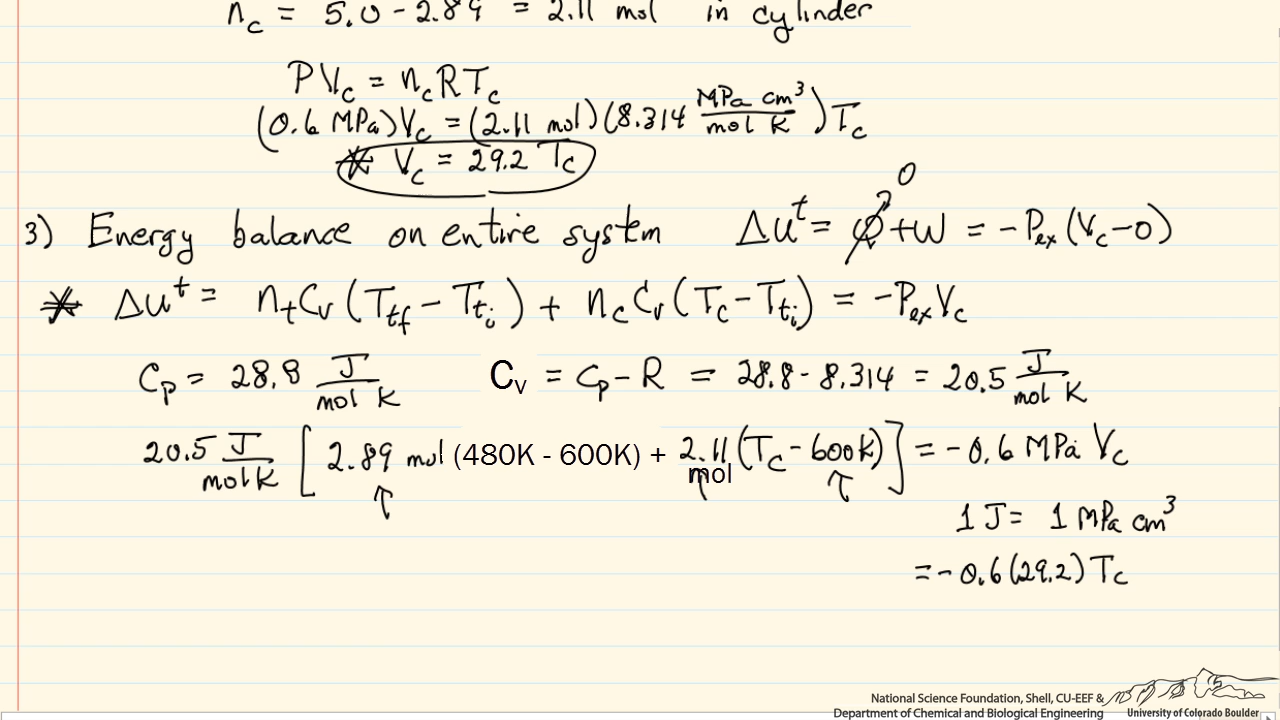 n_c = 5.0 - 2.89 = 2.11 mol in cylinder
PV_c = n_c R T_c
(0.6 MPa)V_c = (2.11 mol)(8.314 MPa cm³/mol K) T_c
* V_c = 29.2 T_c
3) Energy balance on entire system ΔU^t = Q⁰ + W = -P_ex (V_c - 0)
* ΔU^t = n_t C_v (T_tf - T_ti) + n_c C_v (T_c - T_ti) = -P_ex V_c
C_p = 28.8 J/mol K C_v = C_p - R = 28.8 - 8.314 = 20.5 J/mol K
20.5 J/mol K [2.89 mol (480K - 600K) + 2.11 mol (T_c - 600K)] = -0.6 MPa V_c
1 J = 1 MPa cm³
= -0.6(29.2) T_c
National Science Foundation, Shell, CU-EEF &
Department of Chemical and Biological Engineering University of Colorado Boulder